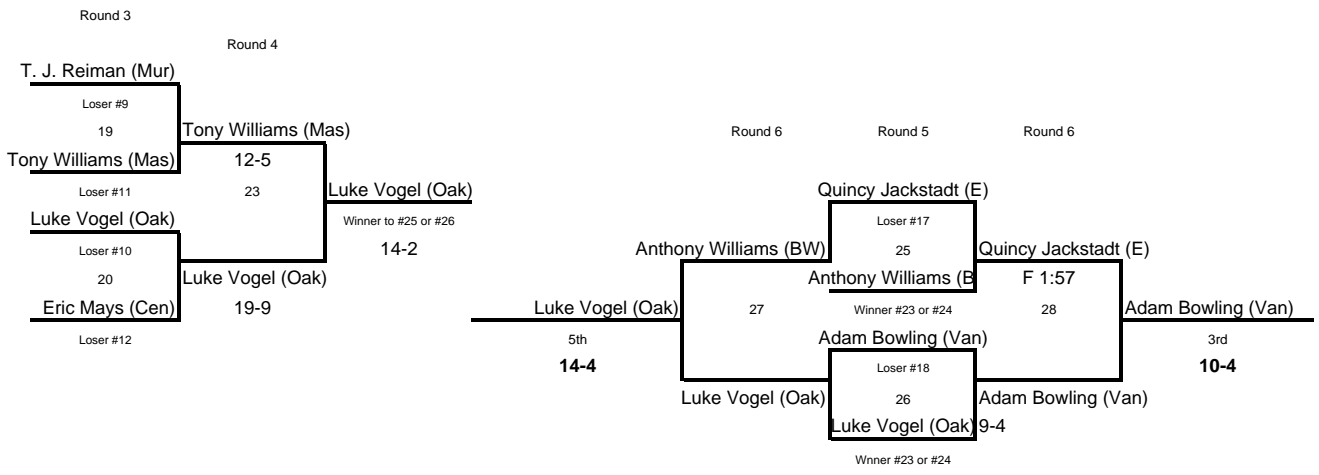 Round 3
Round 4
T. J. Reiman (Mur)
Loser #9
19
Tony Williams (Mas)
Tony Williams (Mas)
12-5
Loser #11
23
Luke Vogel (Oak)
Luke Vogel (Oak)
Winner to #25 or #26
14-2
Loser #10
20
Luke Vogel (Oak)
Eric Mays (Cen)
19-9
Loser #12
Round 6
Round 5
Round 6
Quincy Jackstadt (E)
Loser #17
Anthony Williams (BW)
25
Quincy Jackstadt (E)
Anthony Williams (B
F 1:57
Luke Vogel (Oak)
27
Winner #23 or #24
28
Adam Bowling (Van)
5th
Adam Bowling (Van)
3rd
14-4
Loser #18
10-4
Luke Vogel (Oak)
26
Adam Bowling (Van)
Luke Vogel (Oak)
9-4
Wnner #23 or #24